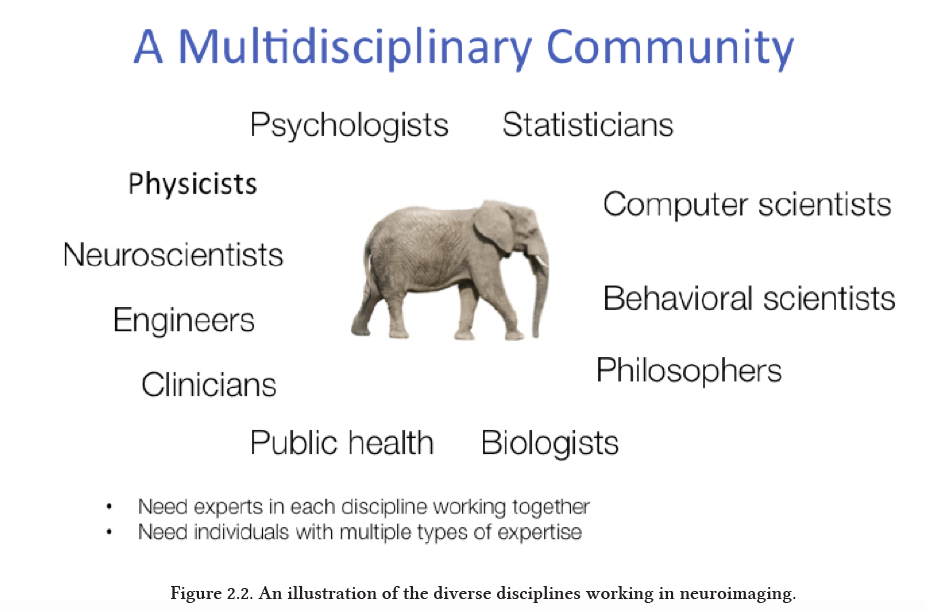 A Multidisciplinary Community
Psychologists Statisticians
Physicists
Computer scientists
Neuroscientists
Behavioral scientists
Engineers
Philosophers
Clinicians
Public health Biologists
• Need experts in each discipline working together
• Need individuals with multiple types of expertise
Figure 2.2. An illustration of the diverse disciplines working in neuroimaging.